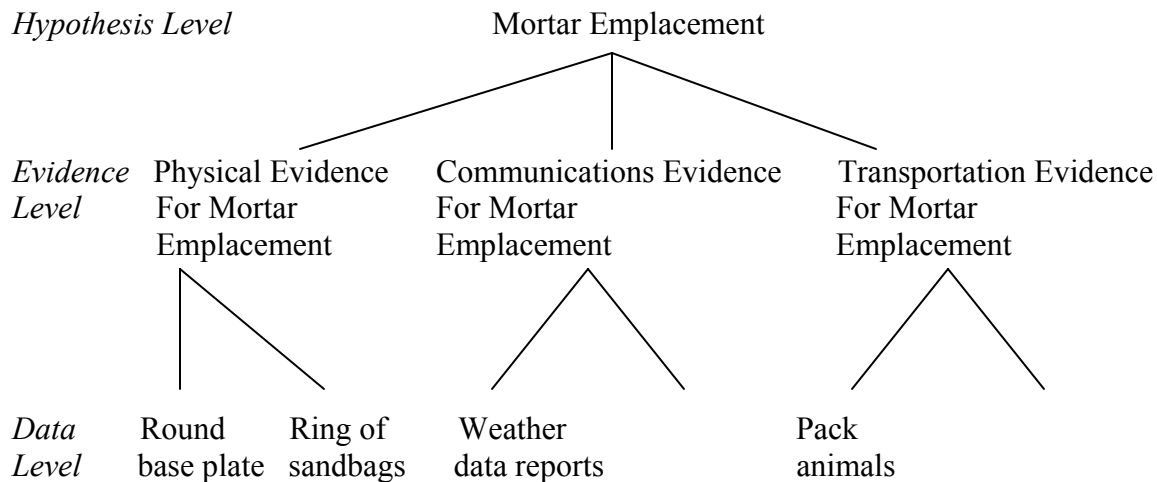 Hypothesis Level Mortar Emplacement
Evidence Physical Evidence Communications Evidence Transportation Evidence
Level For Mortar For Mortar For Mortar
Emplacement Emplacement Emplacement
Data Round Ring of Weather Pack
Level base plate sandbags data reports animals